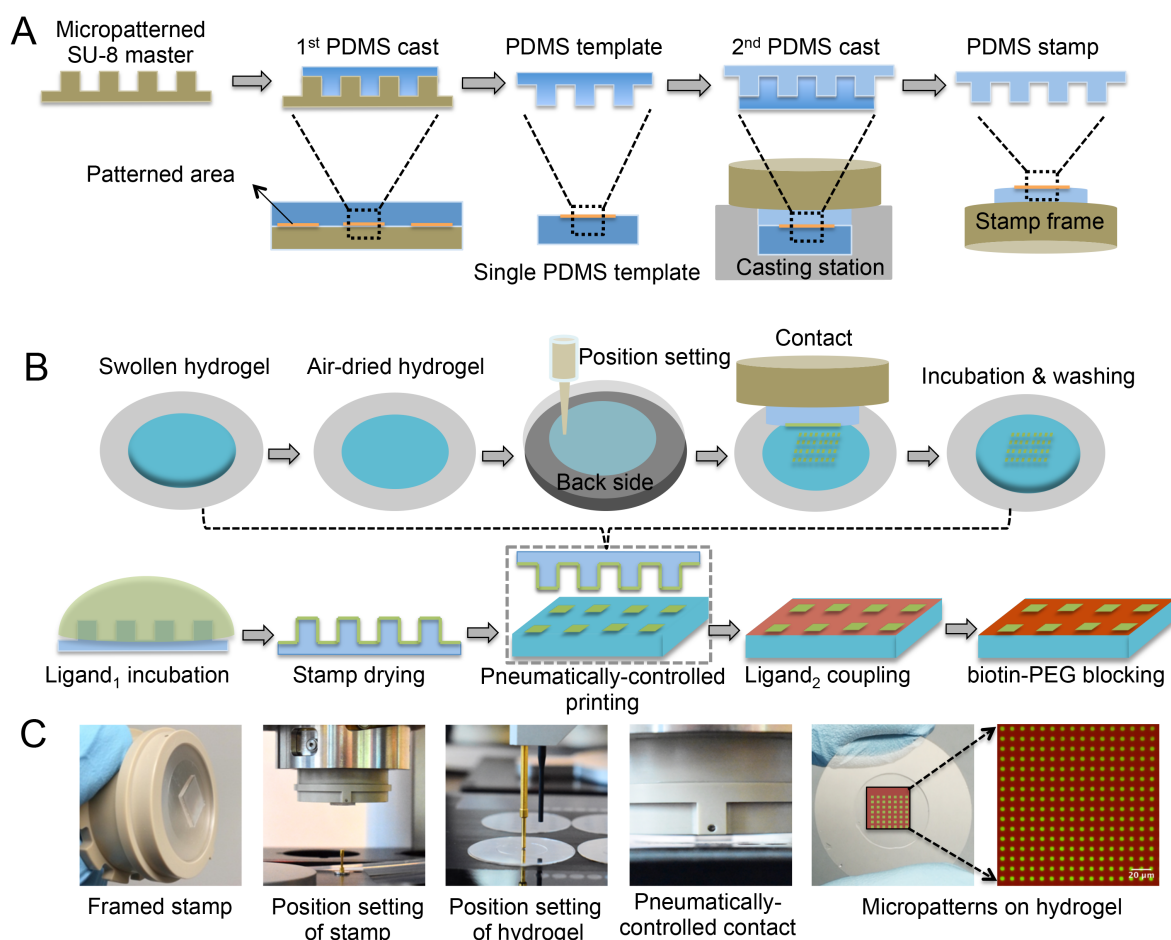 A
Micropatterned
SU-8 master
1st PDMS cast
PDMS template
2nd PDMS cast
PDMS stamp
Patterned area
Single PDMS template
Casting station
Stamp frame
B
Swollen hydrogel
Air-dried hydrogel
Position setting
Back side
Contact
Incubation & washing
Ligand1 incubation
Stamp drying
Pneumatically-controlled
printing
Ligand2 coupling
biotin-PEG blocking
C
20 µm
Framed stamp
Position setting
of stamp
Position setting
of hydrogel
Pneumatically-
controlled contact
Micropatterns on hydrogel